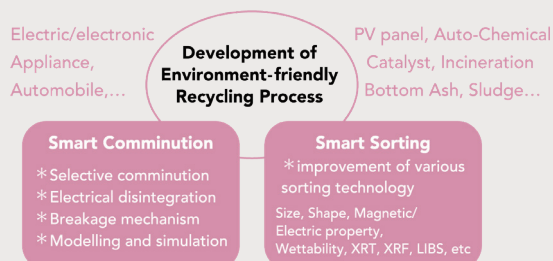 Electric/electronic
Appliance,
Automobile,...
Development of
Environment-friendly
Recycling Process
PV panel, Auto-Chemical
Catalyst, Incineration
Bottom Ash, Sludge...
Smart Comminution
*Selective comminution
*Electrical disintegration
*Breakage mechanism
*Modelling and simulation
Smart Sorting
*improvement of various
sorting technology
Size, Shape, Magnetic/
Electric property,
Wettability, XRT, XRF, LIBS, etc